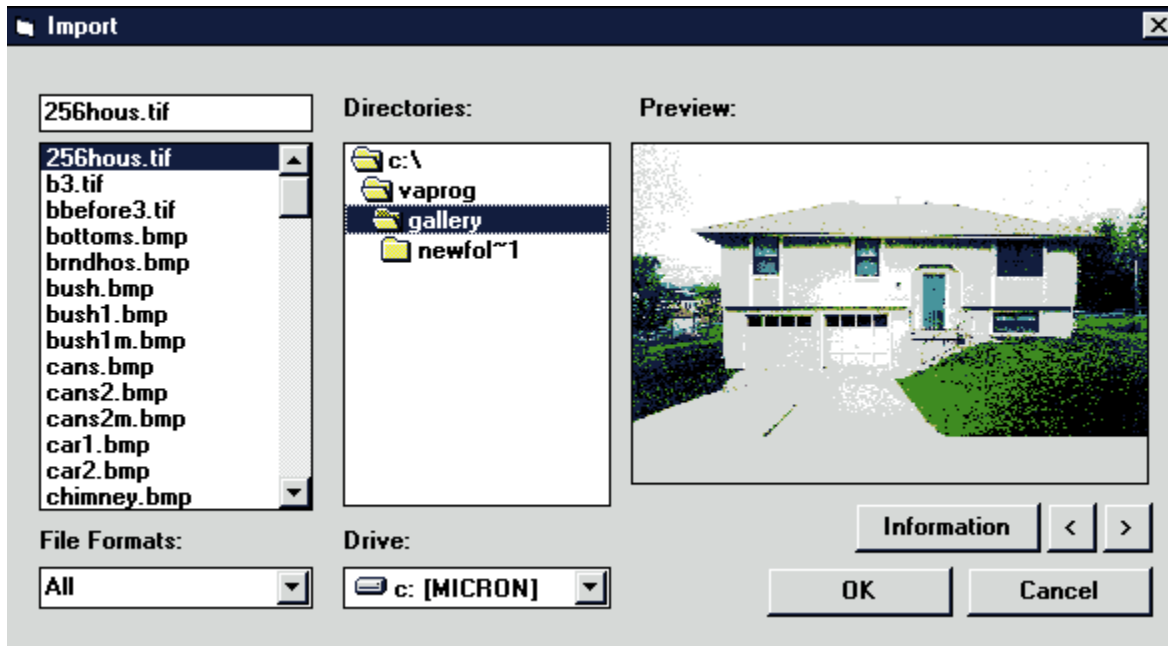 Import
256hous.tif
256hous.tif
b3.tif
bbefore3.tif
bottoms.bmp
brndhos.bmp
bush.bmp
bush1.bmp
bush1m.bmp
cans.bmp
cans2.bmp
cans2m.bmp
car1.bmp
car2.bmp
chimney.bmp
File Formats:
All
Directories:
c:\
vaprog
gallery
newfol~1
Drive:
c: [MICRON]
Preview:
Information < >
OK Cancel